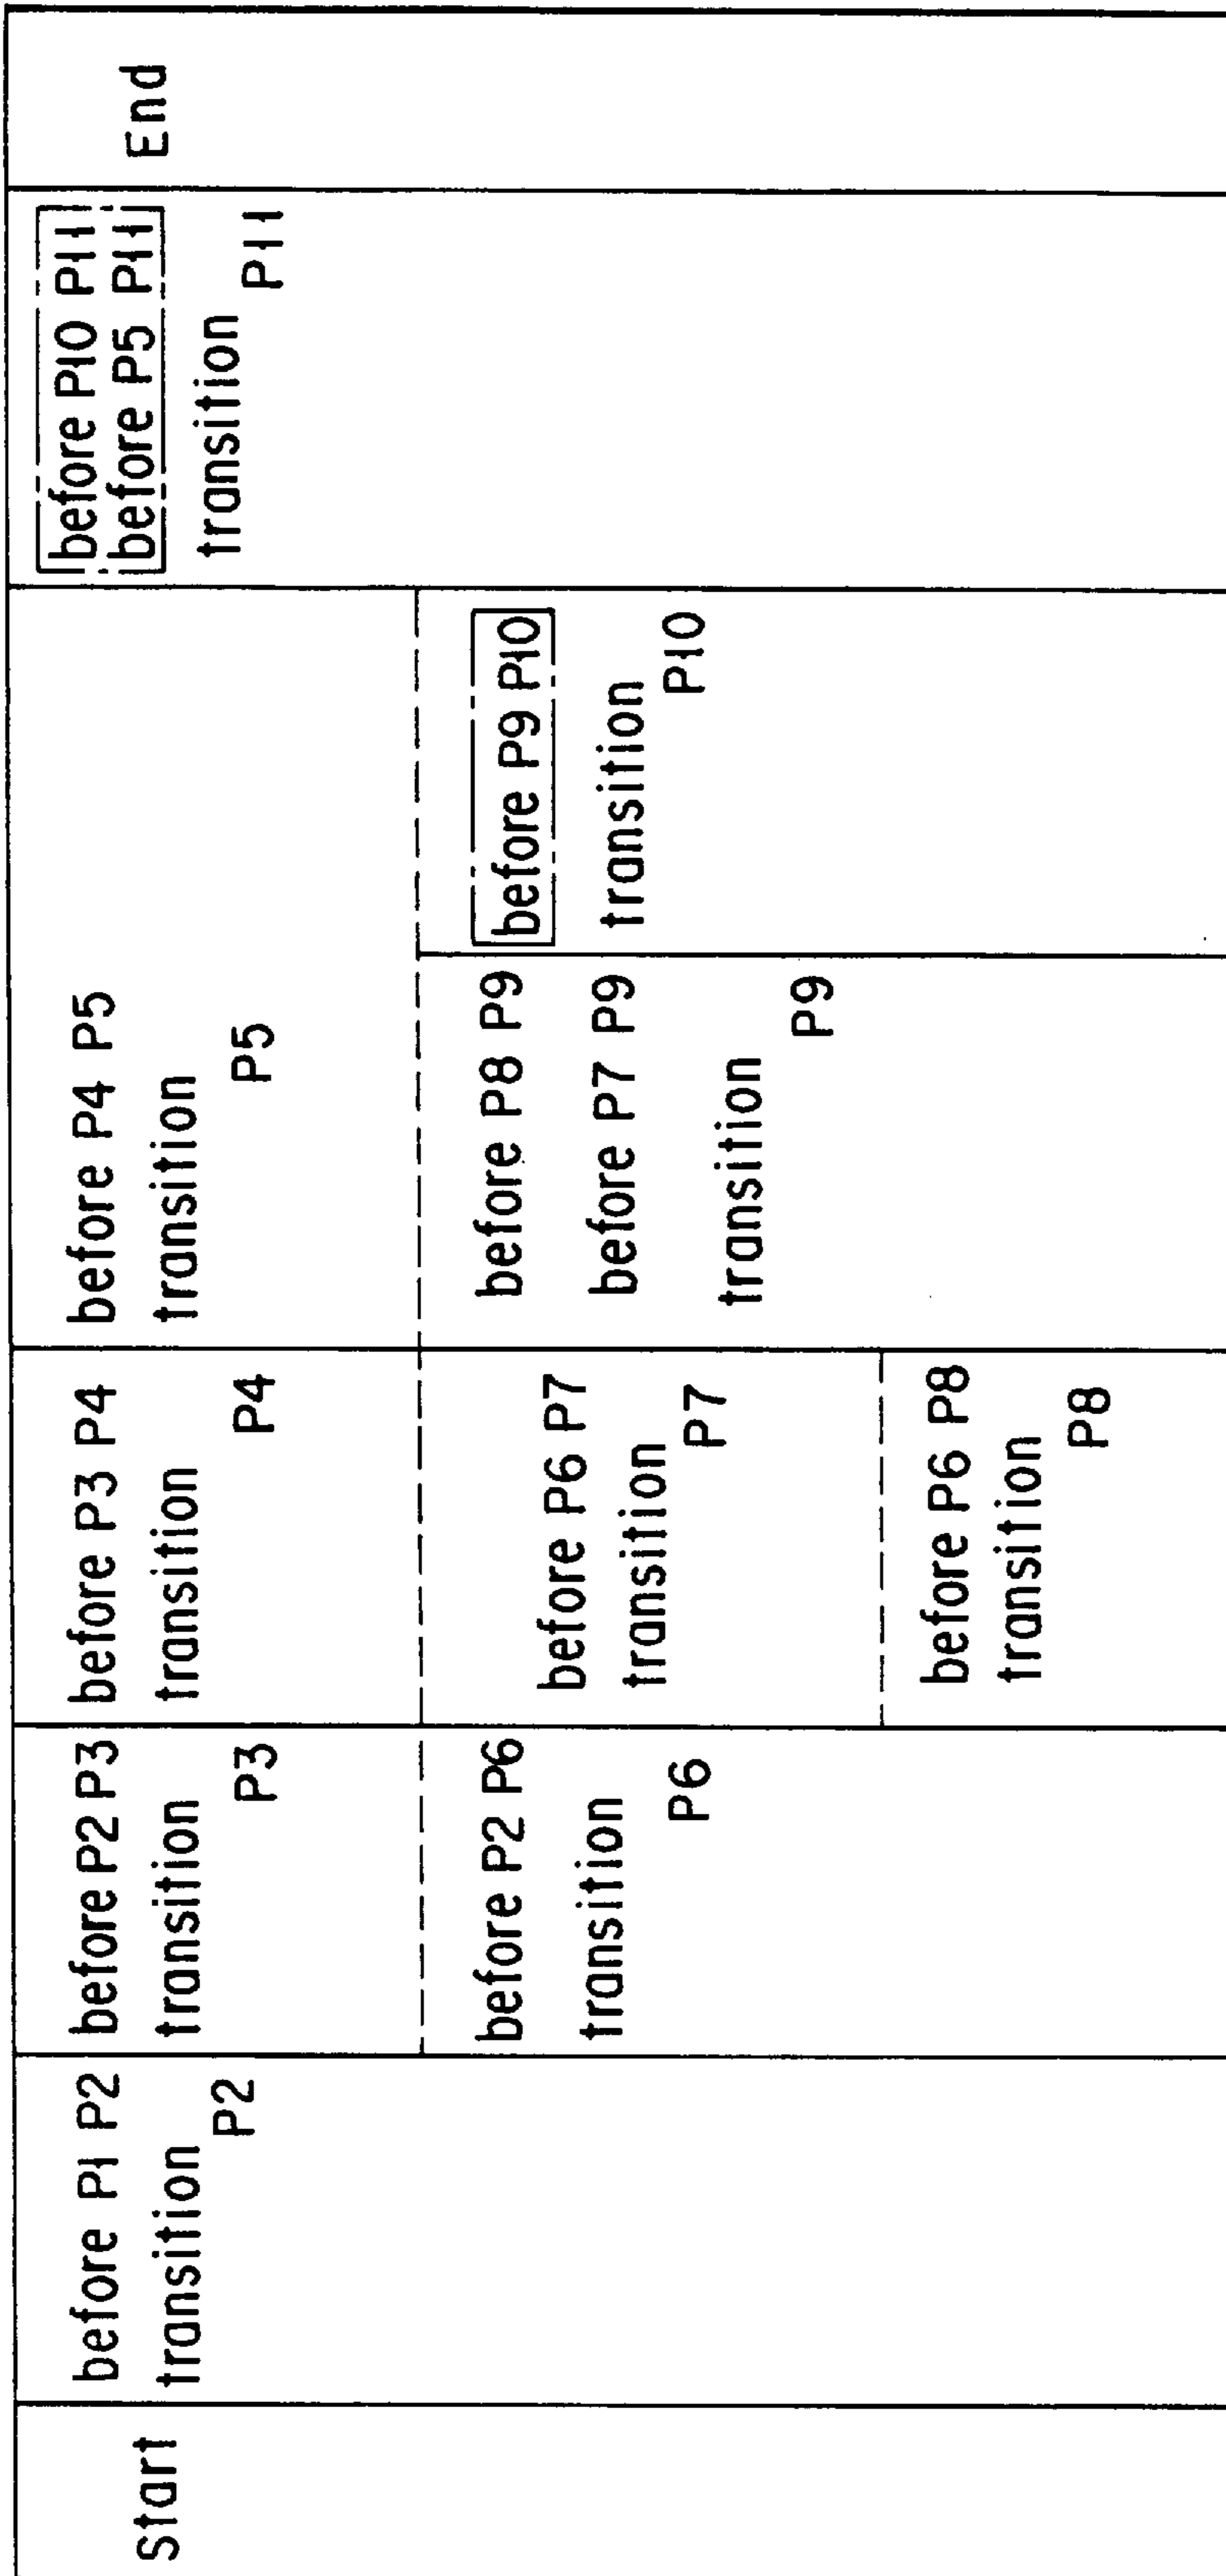 Start
before P1 P2
transition
P2
before P2 P3
transition
P3
before P2 P6
transition
P6
before P3 P4
transition
P4
before P6 P7
transition
P7
before P6 P8
transition
P8
before P4 P5
transition
P5
before P8 P9
before P7 P9
transition
P9
before P9 P10
transition
P10
before P10 P11
before P5 P11
transition
P11
End